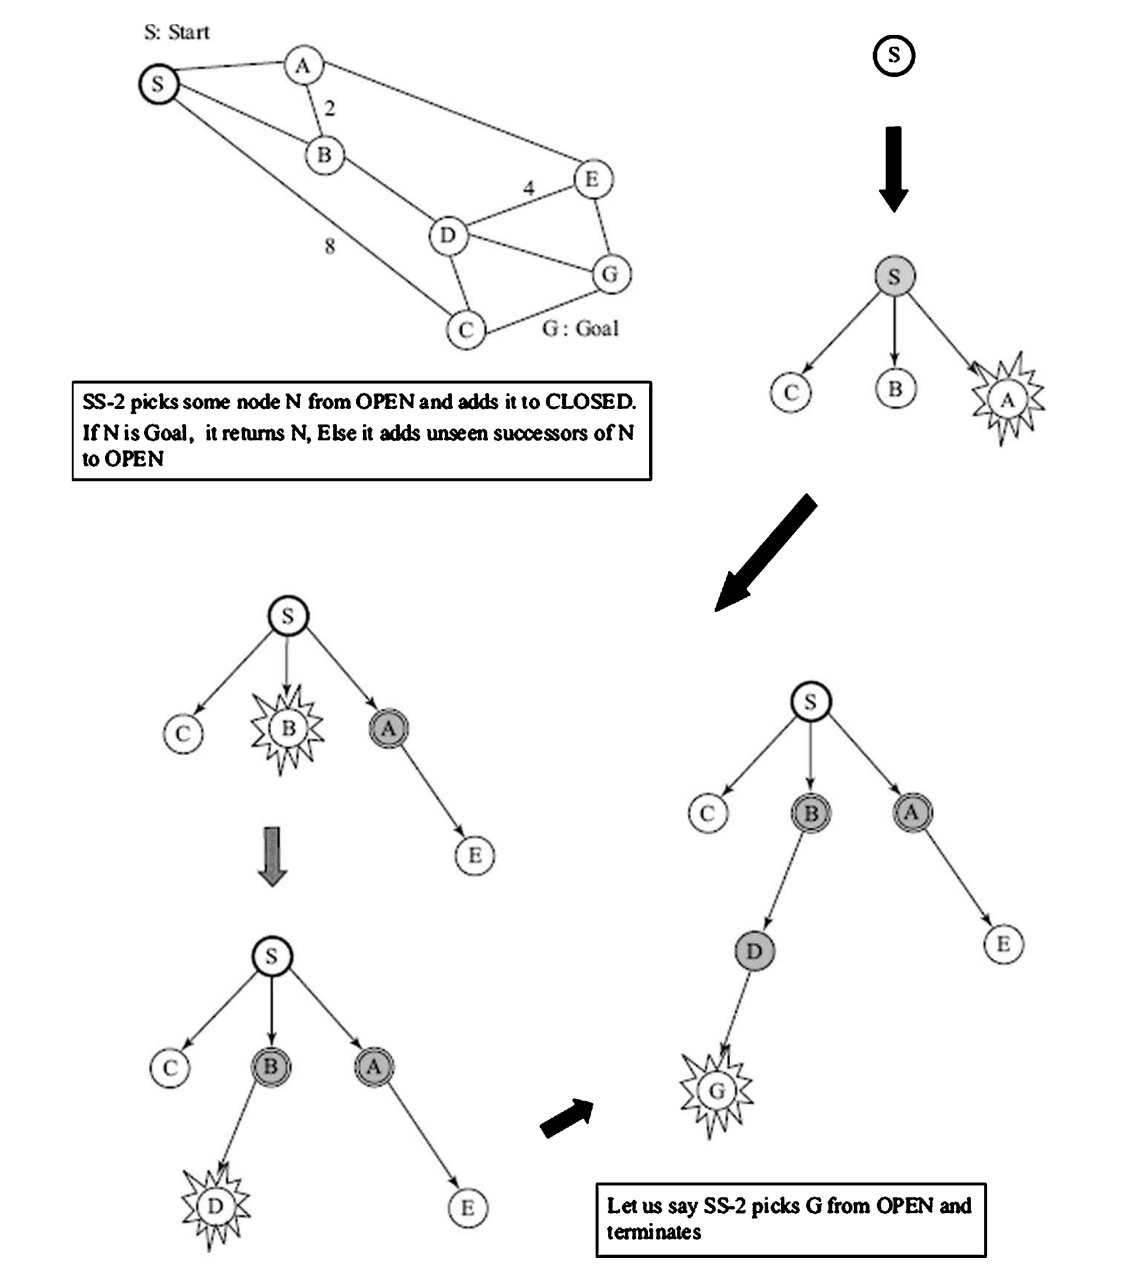 S: Start
S
A
2
B
E
4
D
8
G
C
G : Goal
SS-2 picks some node N from OPEN and adds it to CLOSED.
If N is Goal, it returns N, Else it adds unseen successors of N
to OPEN
S
S
C
B
A
S
C
B
A
E
S
C
B
A
D
E
S
C
B
A
D
E
G
Let us say SS-2 picks G from OPEN and
terminates